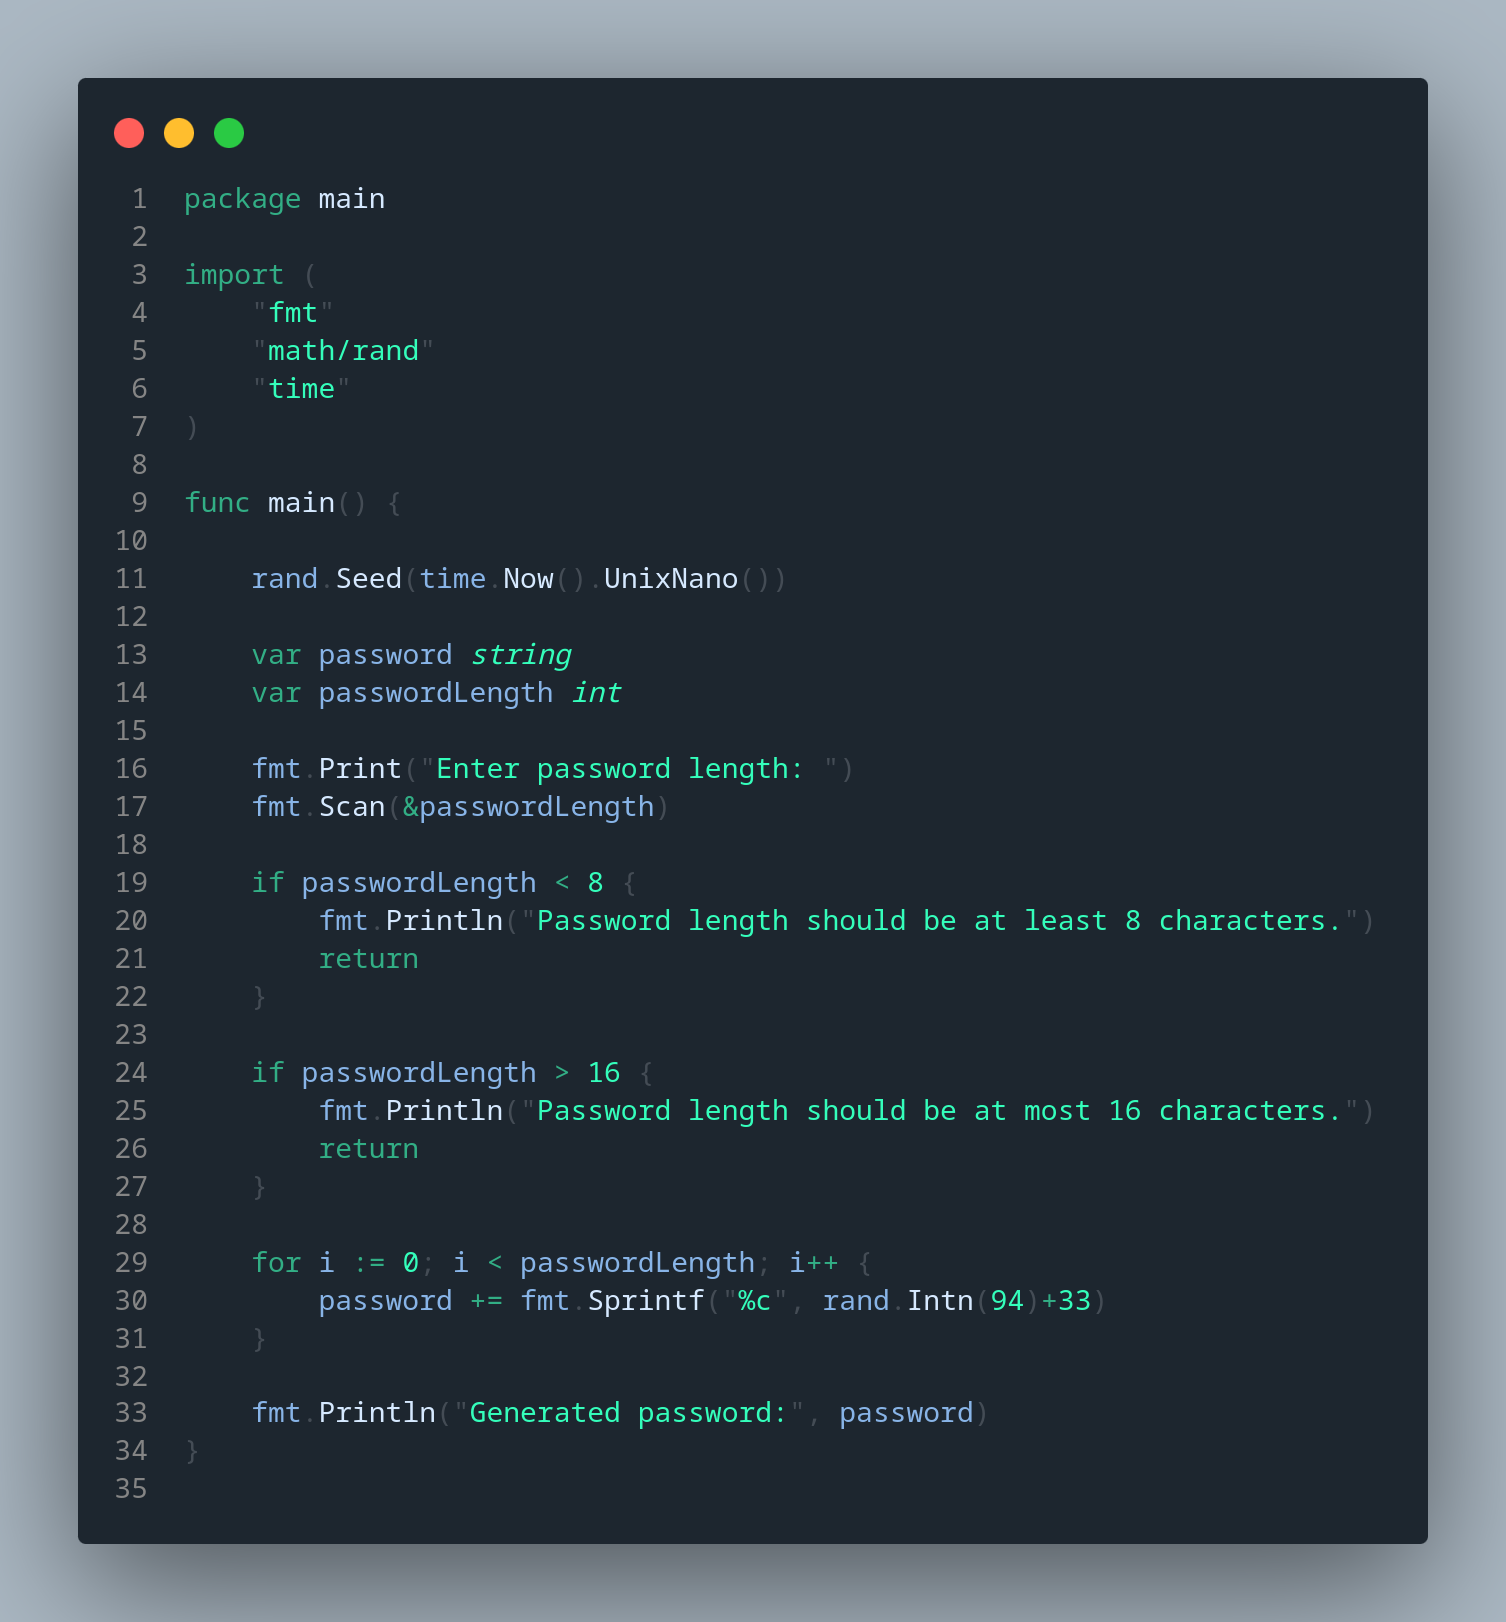 1 package main
2
3 import (
4     "fmt"
5     "math/rand"
6     "time"
7 )
8
9 func main() {
10
11     rand.Seed(time.Now().UnixNano())
12
13     var password string
14     var passwordLength int
15
16     fmt.Print("Enter password length: ")
17     fmt.Scan(&passwordLength)
18
19     if passwordLength < 8 {
20         fmt.Println("Password length should be at least 8 characters.")
21         return
22     }
23
24     if passwordLength > 16 {
25         fmt.Println("Password length should be at most 16 characters.")
26         return
27     }
28
29     for i := 0; i < passwordLength; i++ {
30         password += fmt.Sprintf("%c", rand.Intn(94)+33)
31     }
32
33     fmt.Println("Generated password:", password)
34 }
35